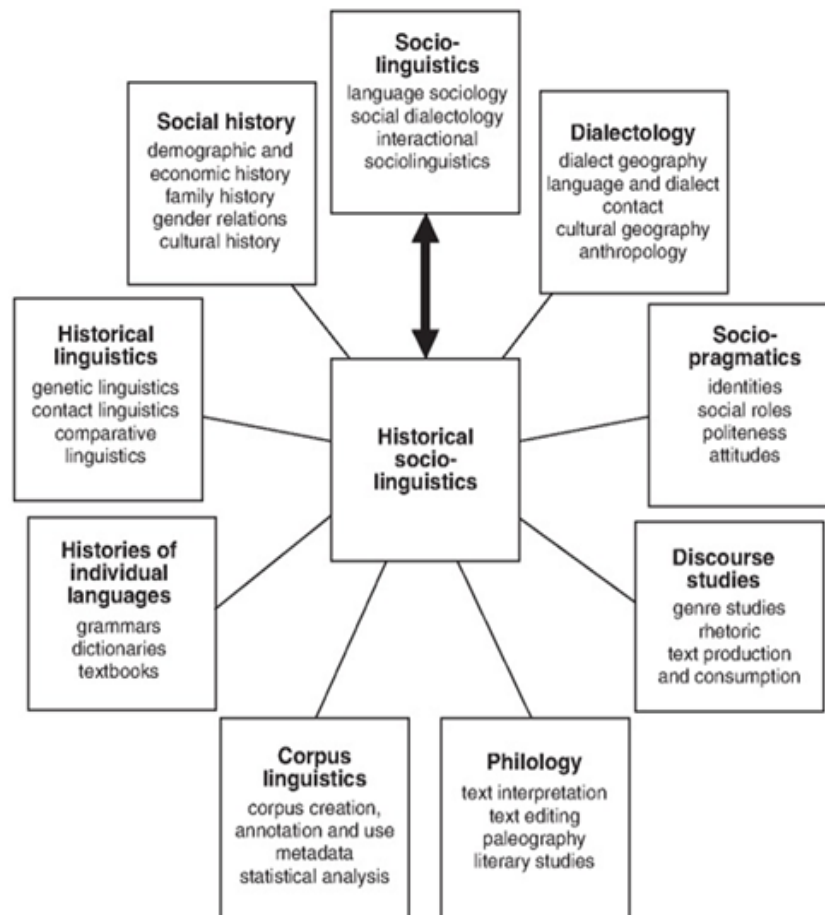 Socio-
linguistics
language sociology
social dialectology
interactional
sociolinguistics
Social history
demographic and
economic history
family history
gender relations
cultural history
Dialectology
dialect geography
language and dialect
contact
cultural geography
anthropology
Historical
linguistics
genetic linguistics
contact linguistics
comparative
linguistics
Socio-
pragmatics
identities
social roles
politeness
attitudes
Historical
socio-
linguistics
Histories of
individual
languages
grammars
dictionaries
textbooks
Discourse
studies
genre studies
rhetoric
text production
and consumption
Corpus
linguistics
corpus creation,
annotation and use
metadata
statistical analysis
Philology
text interpretation
text editing
paleography
literary studies